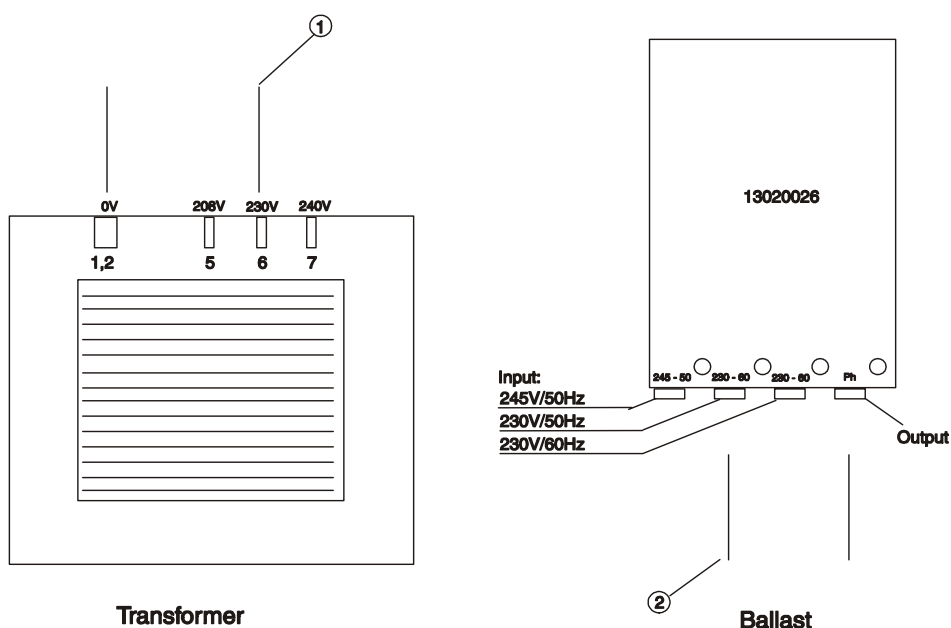 1
0V 208V 230V 240V
1,2 5 6 7
Transformer
13020026
245 - 50 230 - 60 230 - 60 Ph
Input:
245V/50Hz
230V/50Hz
230V/60Hz
Output
2
Ballast